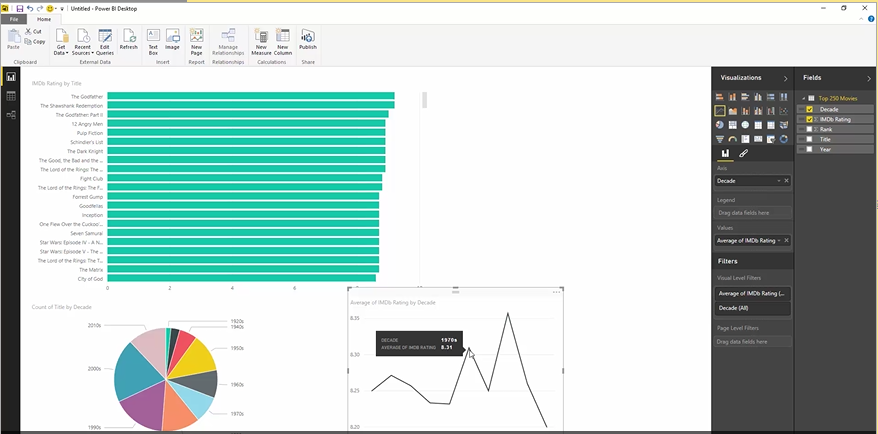 Untitled - Power BI Desktop
File
Home
Paste
Cut
Copy
Clipboard
Get Data
Recent Sources
Edit Queries
Refresh
External Data
Text Box
Image
Insert
New Page
Report
Manage Relationships
Relationships
New Measure
New Column
Calculations
Publish
Share
IMDb Rating by Title
The Godfather
The Shawshank Redemption
The Godfather: Part II
12 Angry Men
Pulp Fiction
Schindler's List
The Dark Knight
The Good, the Bad and the ...
The Lord of the Rings: The ...
Fight Club
The Lord of the Rings: The F...
Forrest Gump
Goodfellas
Inception
One Flew Over the Cuckoo'...
Seven Samurai
Star Wars: Episode IV - A N...
Star Wars: Episode V - The ...
The Lord of the Rings: The T...
The Matrix
City of God
0 2 4 6 8
Count of Title by Decade
1920s
1940s
1950s
1960s
1970s
1990s
2000s
2010s
Average of IMDb Rating by Decade
8.35
8.30
8.25
8.20
DECADE 1970s
AVERAGE OF IMDB RATING 8.31
Visualizations
Axis
Decade
Legend
Drag data fields here
Values
Average of IMDb Rating
Filters
Visual Level Filters
Average of IMDb Rating (...
Decade (All)
Page Level Filters
Drag data fields here
Fields
Top 250 Movies
Decade
IMDb Rating
Rank
Title
Year